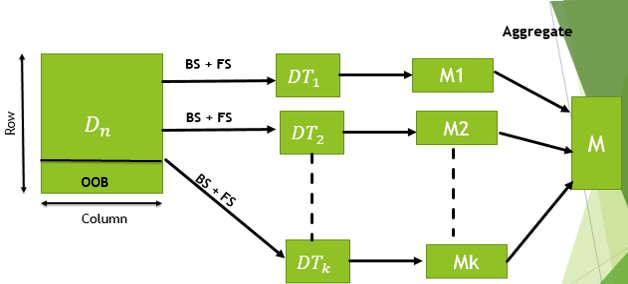 Aggregate
BS + FS
DT₁
M1
Row
Dₙ
BS + FS
DT₂
M2
M
OOB
BS + FS
Column
DTₖ
Mk